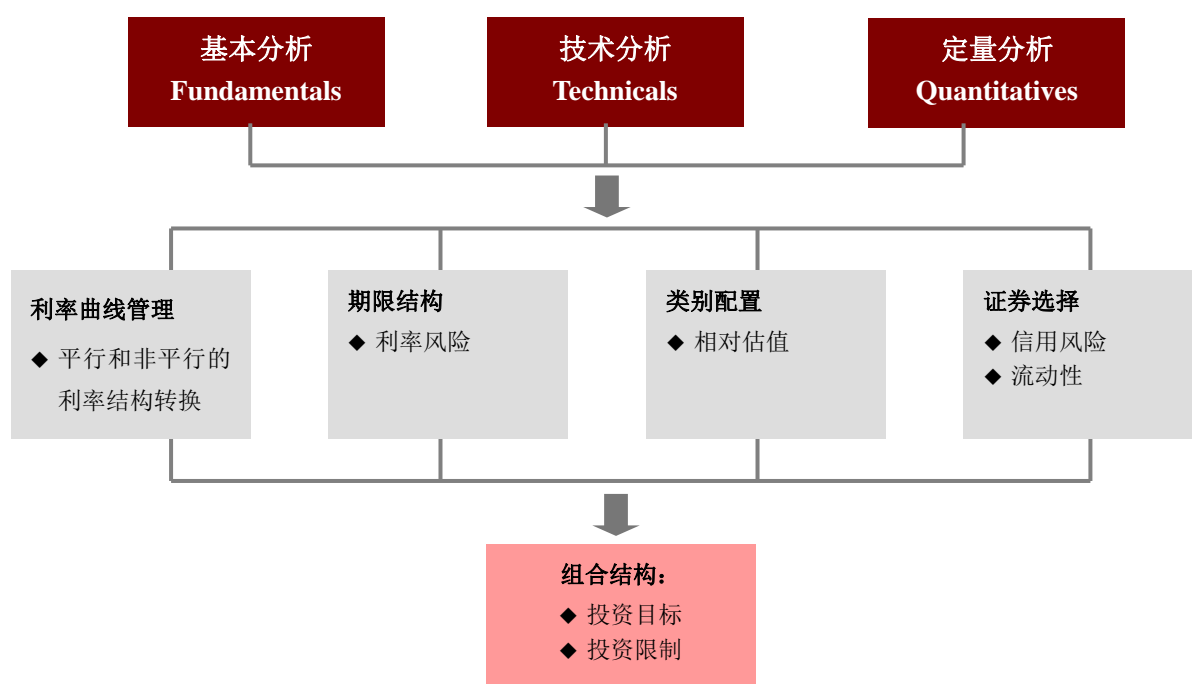 基本分析
Fundamentals
技术分析
Technicals
定量分析
Quantitatives
利率曲线管理
◆ 平行和非平行的
利率结构转换
期限结构
◆ 利率风险
类别配置
◆ 相对估值
证券选择
◆ 信用风险
◆ 流动性
组合结构：
◆ 投资目标
◆ 投资限制